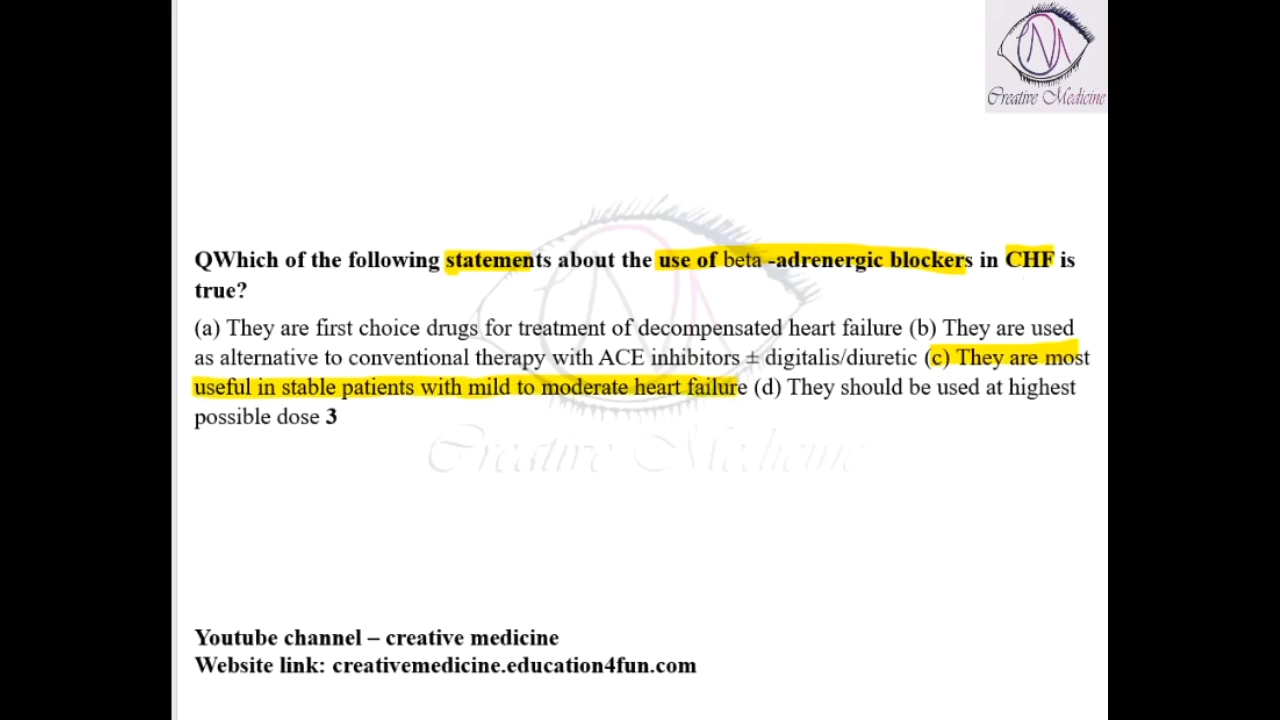 Creative Medicine
QWhich of the following statements about the use of beta -adrenergic blockers in CHF is
true?
(a) They are first choice drugs for treatment of decompensated heart failure (b) They are used
as alternative to conventional therapy with ACE inhibitors ± digitalis/diuretic (c) They are most
useful in stable patients with mild to moderate heart failure (d) They should be used at highest
possible dose 3
Creative Medicine
Youtube channel – creative medicine
Website link: creativemedicine.education4fun.com